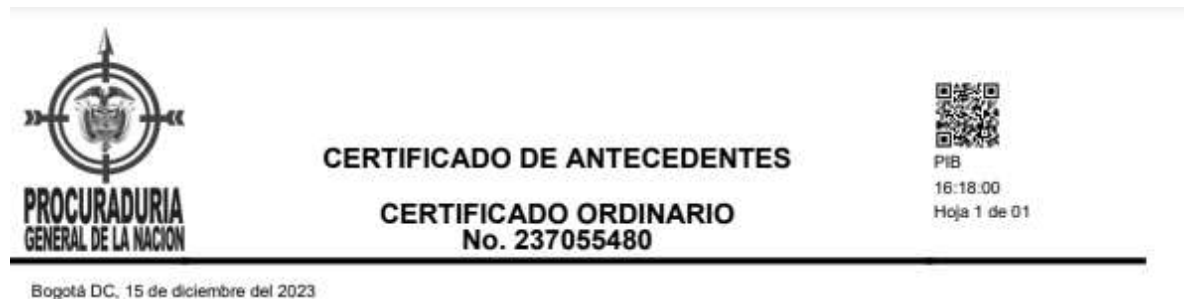 PROCURADURIA
GENERAL DE LA NACION
CERTIFICADO DE ANTECEDENTES
CERTIFICADO ORDINARIO
No. 237055480
PIB
16:18:00
Hoja 1 de 01
Bogotá DC, 15 de diciembre del 2023